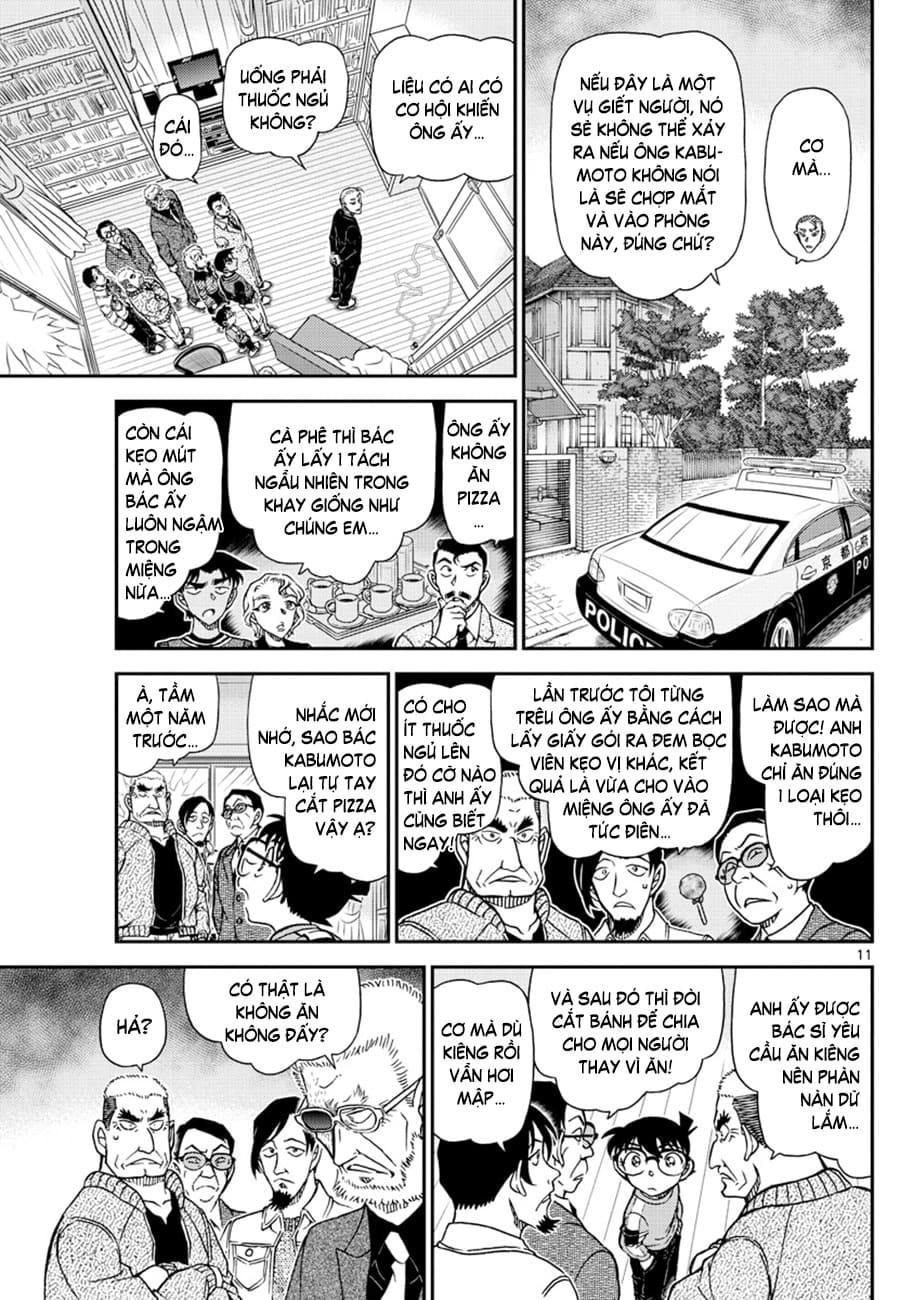 CƠ
MÀ...
NẾU ĐÂY LÀ MỘT
VỤ GIẾT NGƯỜI, NÓ
SẼ KHÔNG THỂ XẢY
RA NẾU ÔNG KABU-
MOTO KHÔNG NÓI
LÀ SẼ CHỢP MẮT
VÀ VÀO PHÒNG
NÀY, ĐÚNG CHỨ?
京都府
POLICE
LIỆU CÓ AI CÓ
CƠ HỘI KHIẾN
ÔNG ẤY...
UỐNG PHẢI
THUỐC NGỦ
KHÔNG?
CÁI
ĐÓ...
ÔNG ẤY
KHÔNG
ĂN
PIZZA
...
CÀ PHÊ THÌ BÁC
ẤY LẤY 1 TÁCH
NGẪU NHIÊN TRONG
KHAY GIỐNG NHƯ
CHÚNG EM...
CÒN CÁI
KẸO MÚT
MÀ ÔNG
BÁC ẤY
LUÔN NGẬM
TRONG
MIỆNG
NỮA...
LÀM SAO MÀ
ĐƯỢC! ANH
KABUMOTO
CHỈ ĂN ĐÚNG
1 LOẠI KẸO
THÔI...
LẦN TRƯỚC TÔI TỪNG
TRÊU ÔNG ẤY BẰNG CÁCH
LẤY GIẤY GÓI RA ĐEM BỌC
VIÊN KẸO VỊ KHÁC, KẾT
QUẢ LÀ VỪA CHO VÀO
MIỆNG ÔNG ẤY ĐÃ
TỨC ĐIÊN...
CÓ CHO
ÍT THUỐC
NGỦ LÊN
ĐÓ CỠ NÀO
THÌ ANH ẤY
CŨNG BIẾT
NGAY!
NHẮC MỚI
NHỚ, SAO BÁC
KABUMOTO
LẠI TỰ TAY
CẮT PIZZA
VẬY Ạ?
À, TẦM
MỘT NĂM
TRƯỚC...
11
ANH ẤY ĐƯỢC
BÁC SĨ YÊU
CẦU ĂN KIÊNG
NÊN PHÀN
NÀN DỮ
LẮM...
VÀ SAU ĐÓ THÌ ĐÒI
CẮT BÁNH ĐỂ CHIA
CHO MỌI NGƯỜI
THAY VÌ ĂN!
CƠ MÀ DÙ
KIÊNG RỒI
VẪN HƠI
MẬP...
CÓ THẬT LÀ
KHÔNG ĂN
KHÔNG ĐẤY?
HẢ?